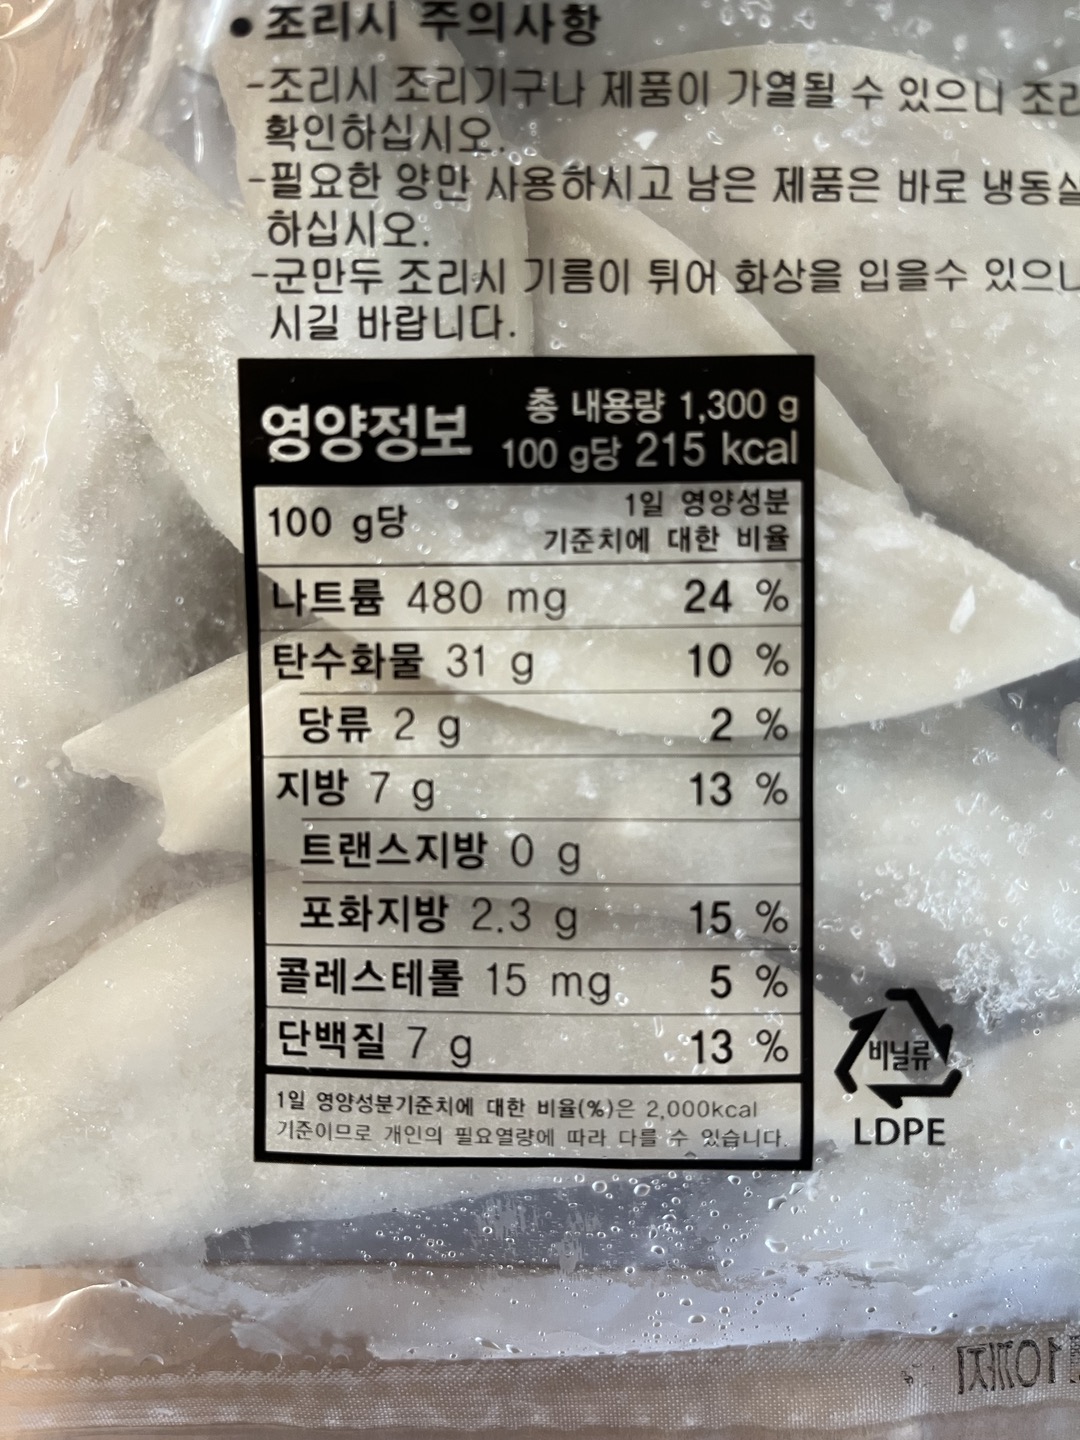 • 조리시 주의사항
-조리시 조리기구나 제품이 가열될 수 있으니 조리
확인하십시오.
-필요한 양만 사용하시고 남은 제품은 바로 냉동실
하십시오.
-군만두 조리시 기름이 튀어 화상을 입을수 있으니
시길 바랍니다.
영양정보
총 내용량 1,300 g
100 g당 215 kcal
100 g당
1일 영양성분
기준치에 대한 비율
나트륨 480 mg 24 %
탄수화물 31 g 10 %
당류 2 g 2 %
지방 7 g 13 %
트랜스지방 0 g
포화지방 2.3 g 15 %
콜레스테롤 15 mg 5 %
단백질 7 g 13 %
1일 영양성분기준치에 대한 비율(%)은 2,000kcal
기준이므로 개인의 필요열량에 따라 다를 수 있습니다.
비닐류
LDPE